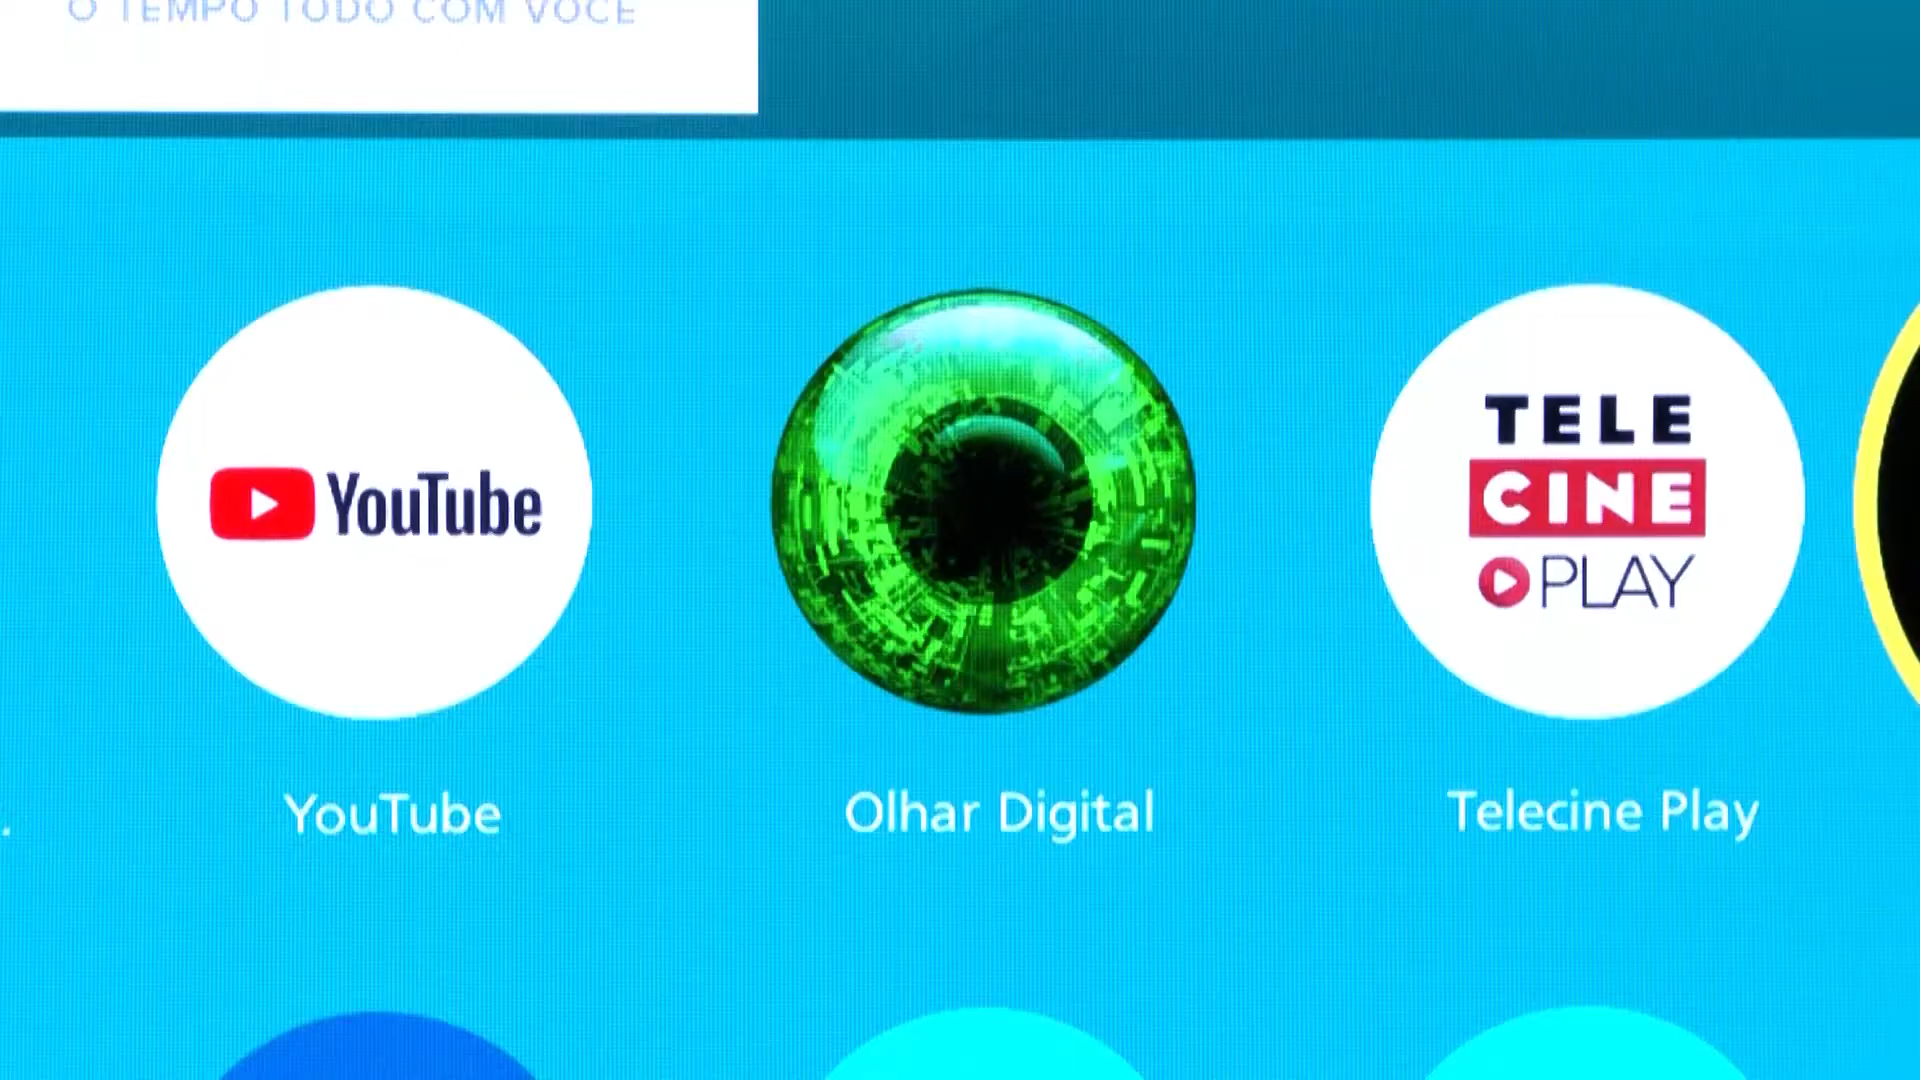 O TEMPO TODO COM VOCÊ
YouTube
TELE
CINE
PLAY
YouTube
Olhar Digital
Telecine Play